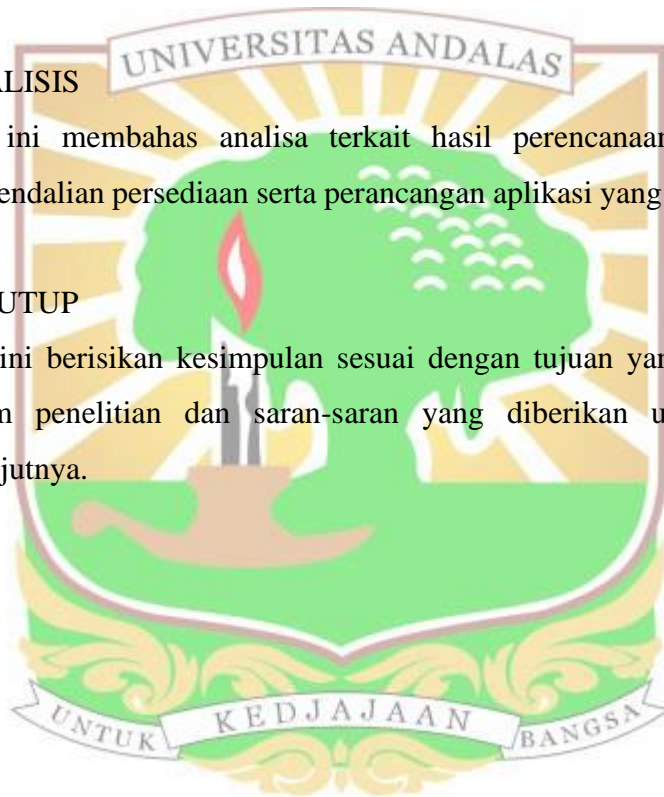 UNIVERSITAS ANDALAS
ALISIS
ini membahas analisa terkait hasil perencanaan
endalian persediaan serta perancangan aplikasi yang
UTUP
ini berisikan kesimpulan sesuai dengan tujuan yan
m penelitian dan saran-saran yang diberikan u
jutnya.
UNTUK KEDJAJAAN BANGSA